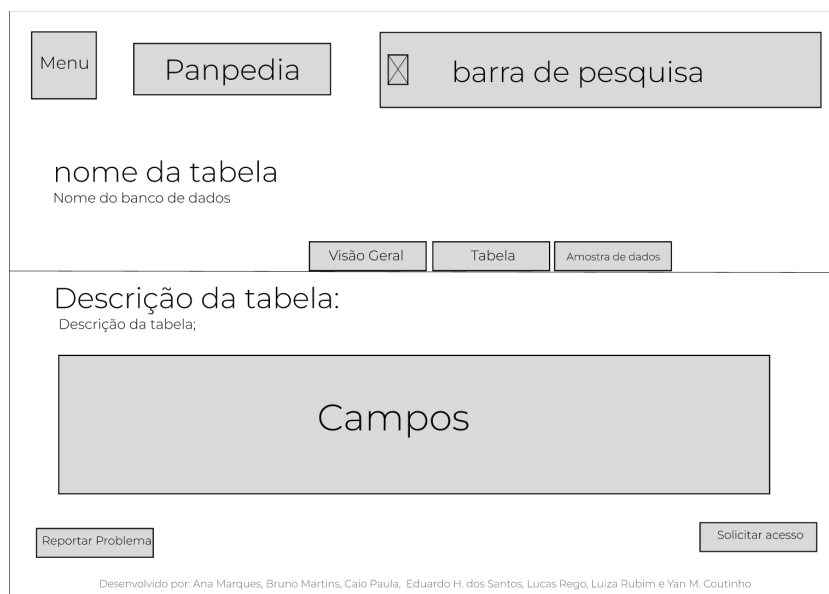 Menu
Panpedia
barra de pesquisa
nome da tabela
Nome do banco de dados
Visão Geral
Tabela
Amostra de dados
Descrição da tabela:
Descrição da tabela;
Campos
Reportar Problema
Solicitar acesso
Desenvolvido por: Ana Marques, Bruno Martins, Caio Paula, Eduardo H. dos Santos, Lucas Rego, Luiza Rubim e Yan M. Coutinho